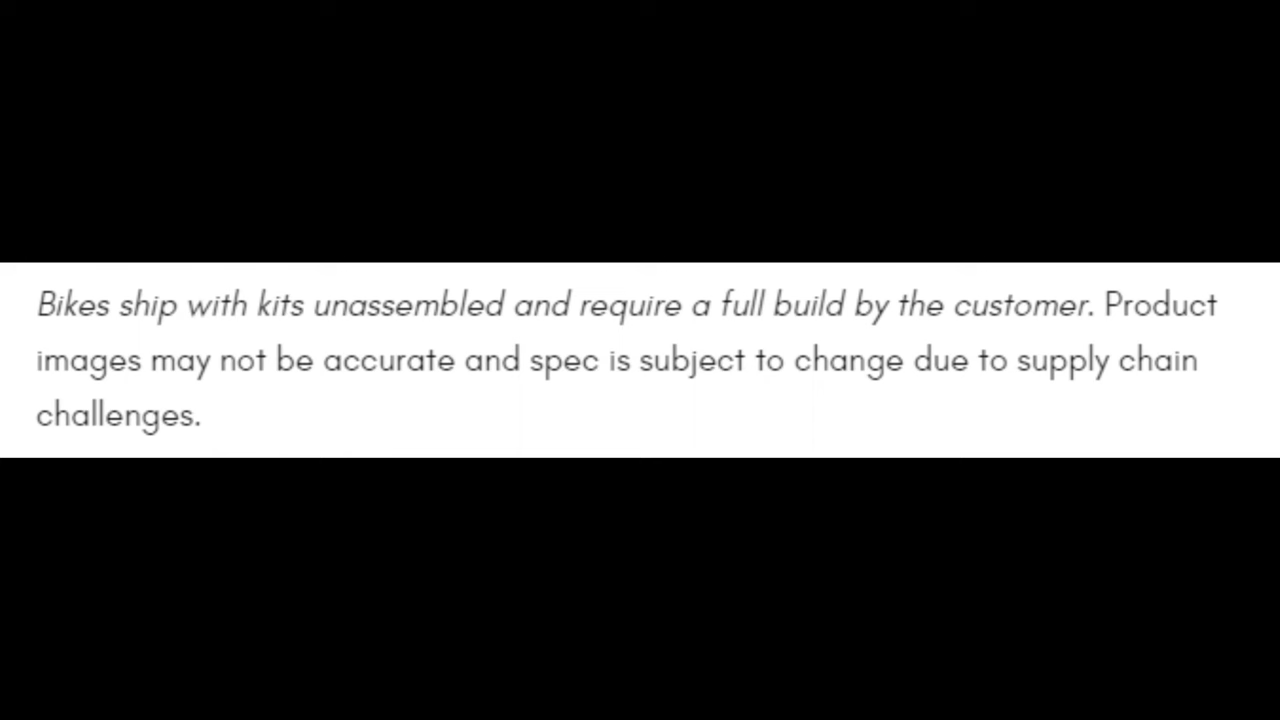 Bikes ship with kits unassembled and require a full build by the customer. Product
images may not be accurate and spec is subject to change due to supply chain
challenges.